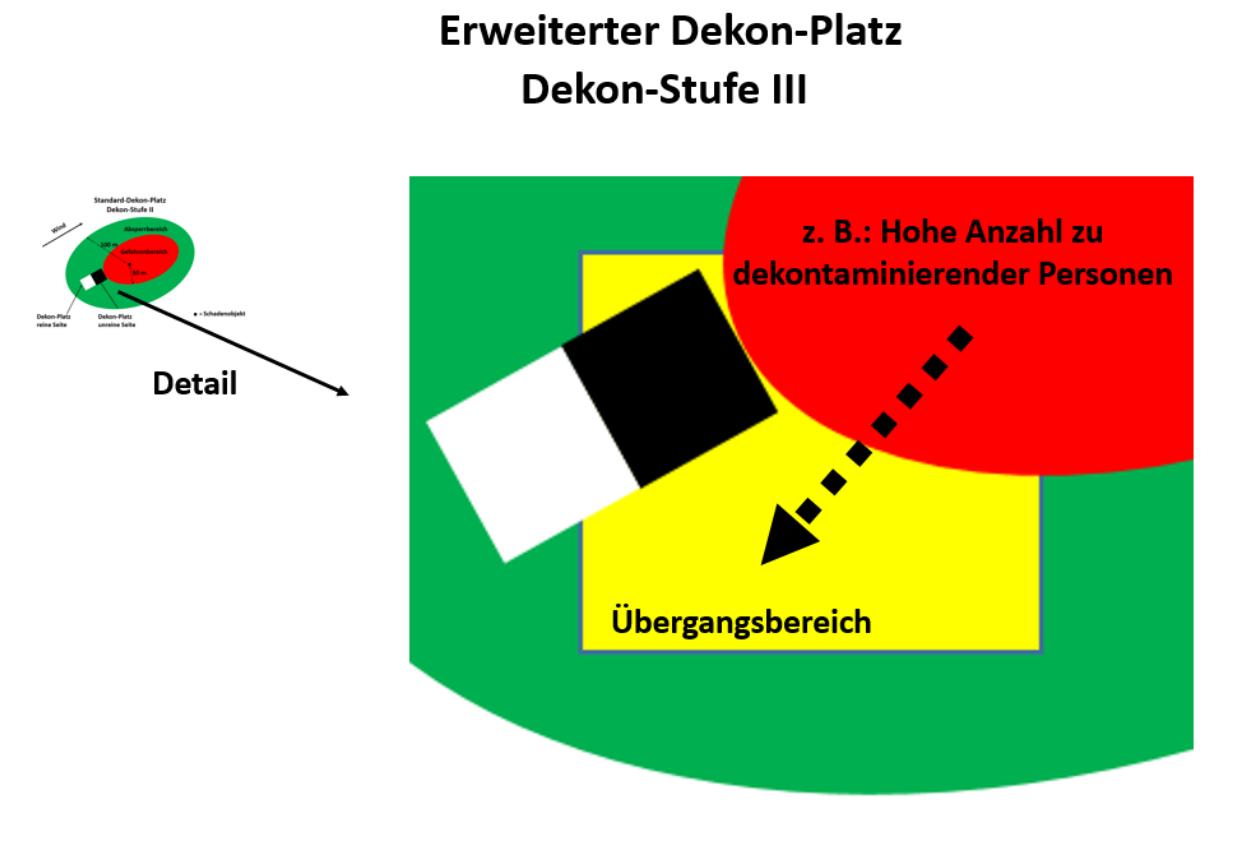 Erweiterter Dekon-Platz
Dekon-Stufe III
Standard-Dekon-Platz
Dekon-Stufe II
Wind
Absperrbereich
100 m
Gefahrenbereich
50 m
Dekon-Platz
reine Seite
Dekon-Platz
unreine Seite
= Schadenobjekt
Detail
z. B.: Hohe Anzahl zu
dekontaminierender Personen
Übergangsbereich